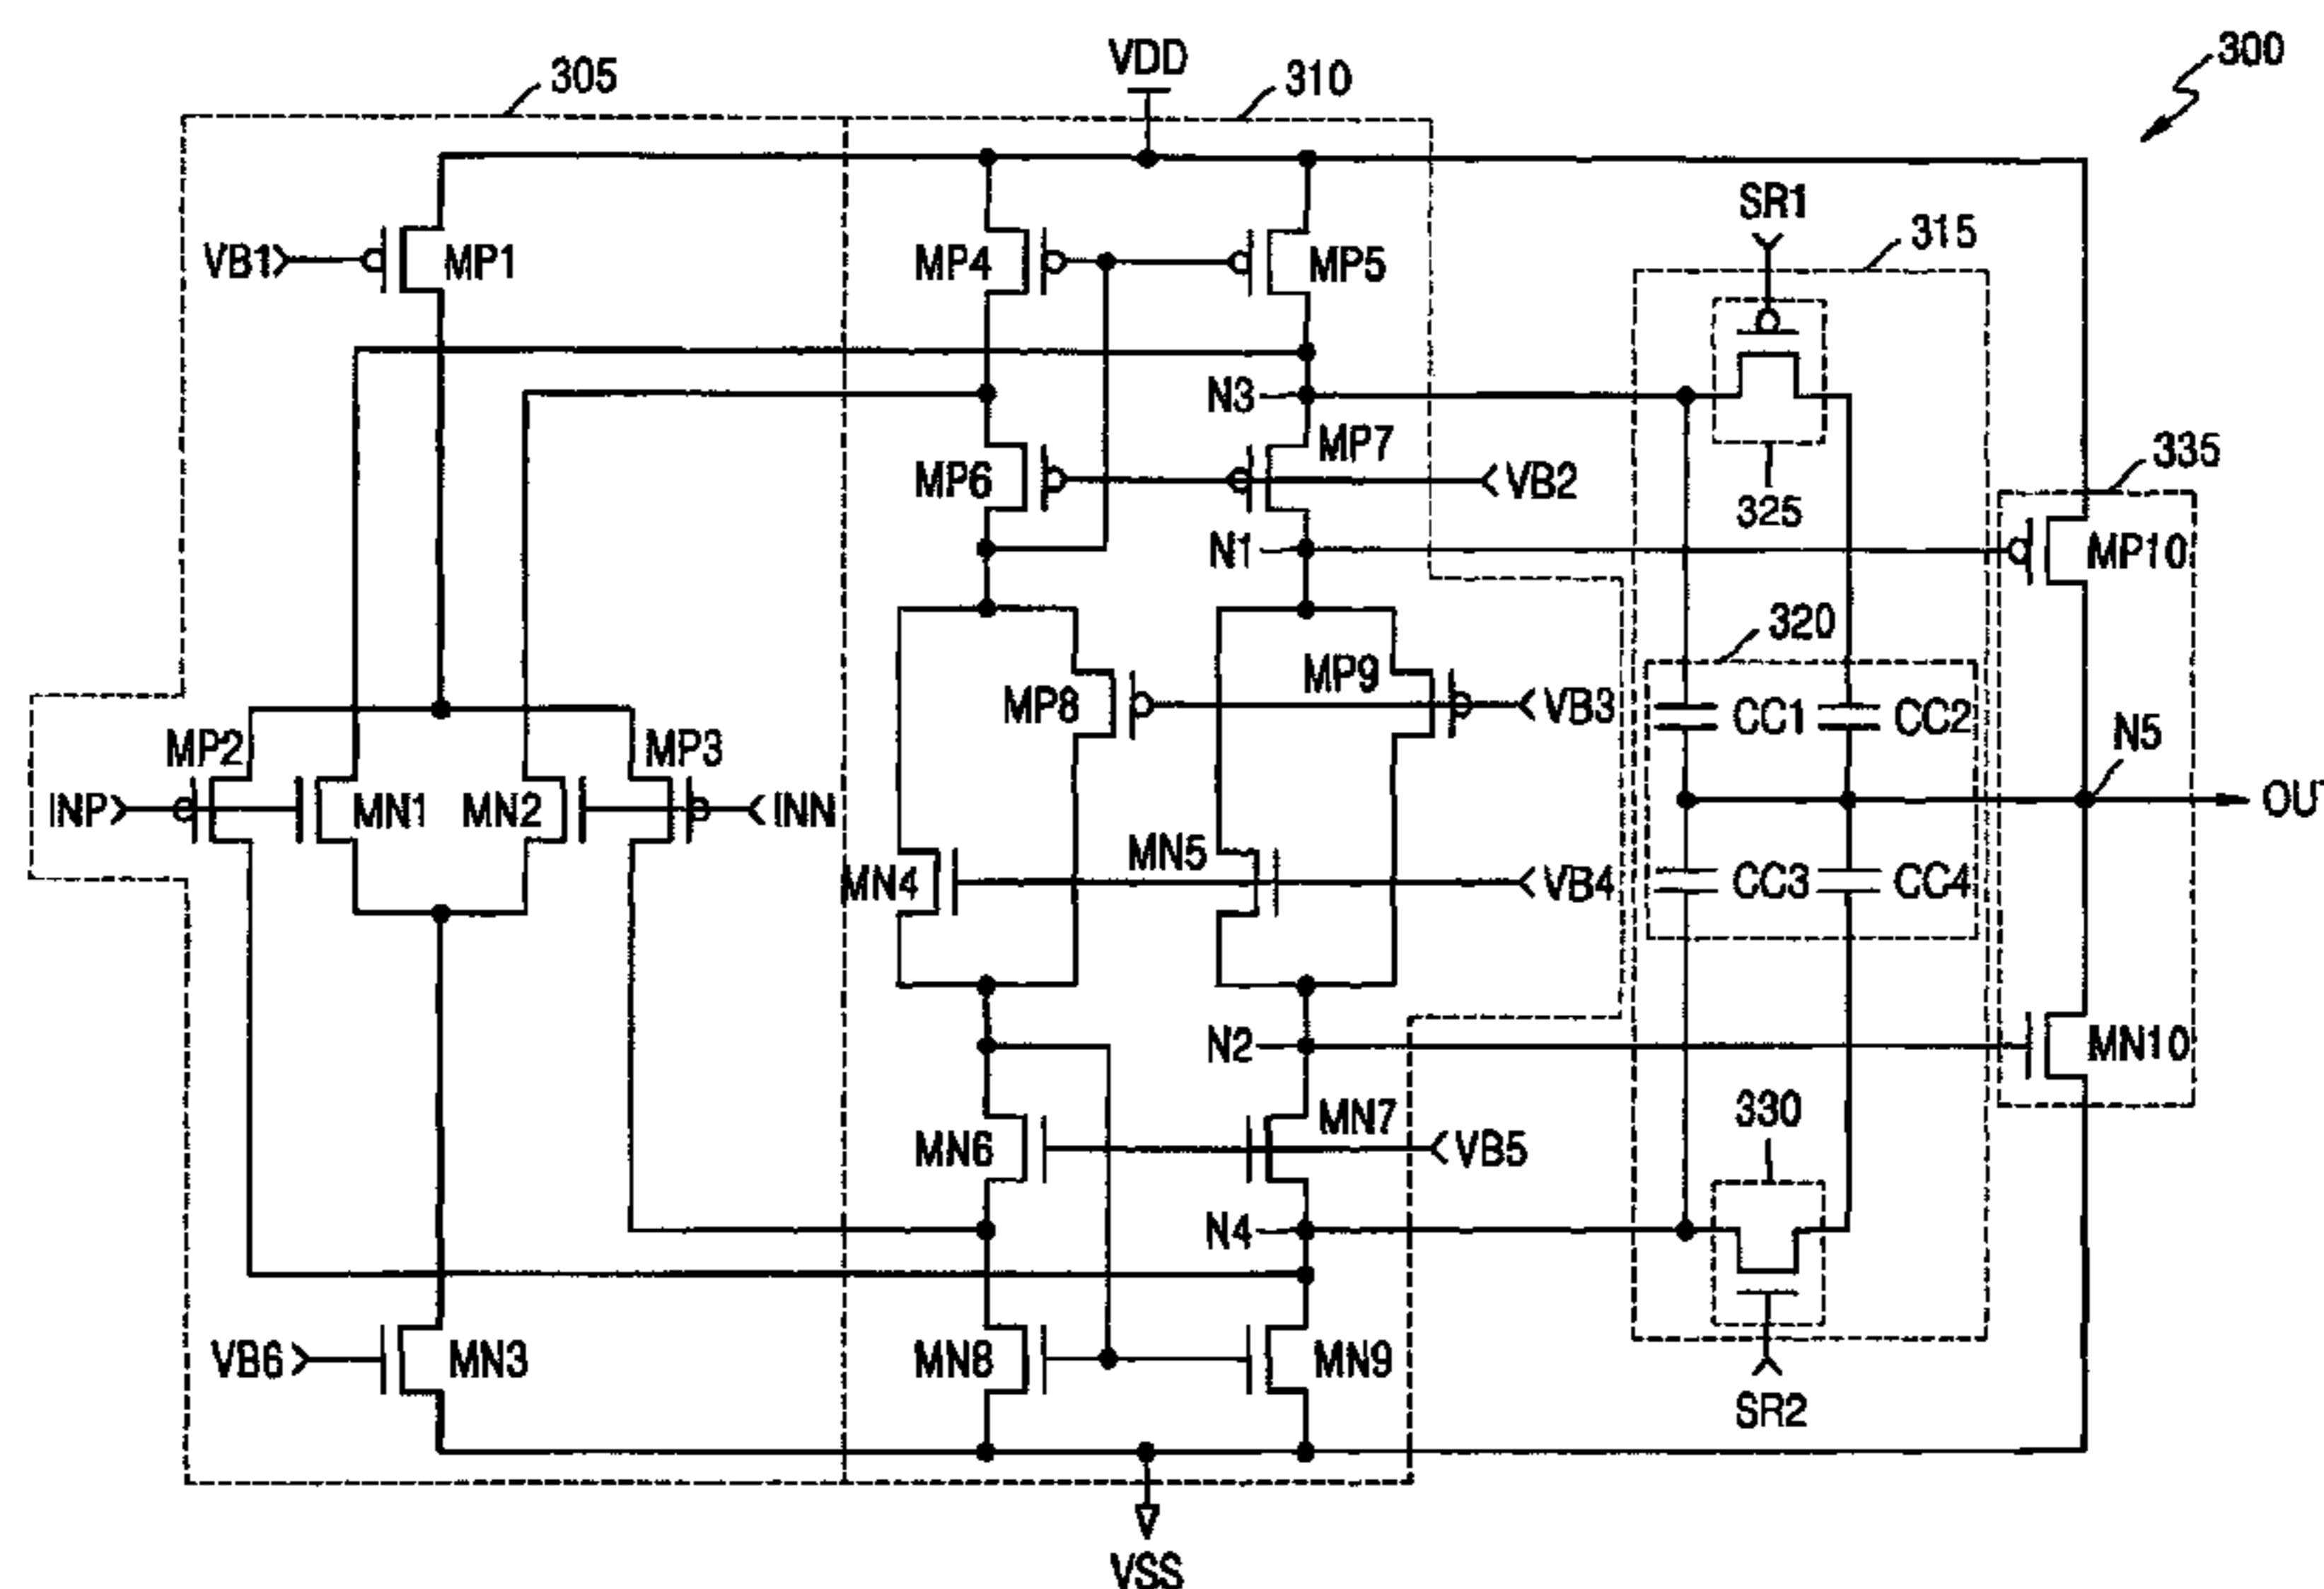 300
305
VDD
310
SR1
315
VB1
MP1
MP4
MP5
N3
MP7
325
335
MP6
VB2
N1
MP10
320
MP8
MP9
VB3
CC1
CC2
N5
MP2
MP3
INP
MN1
MN2
INN
OUT
MN4
MN5
VB4
CC3
CC4
N2
MN10
330
MN6
MN7
VB5
N4
VB6
MN3
MN8
MN9
SR2
VSS